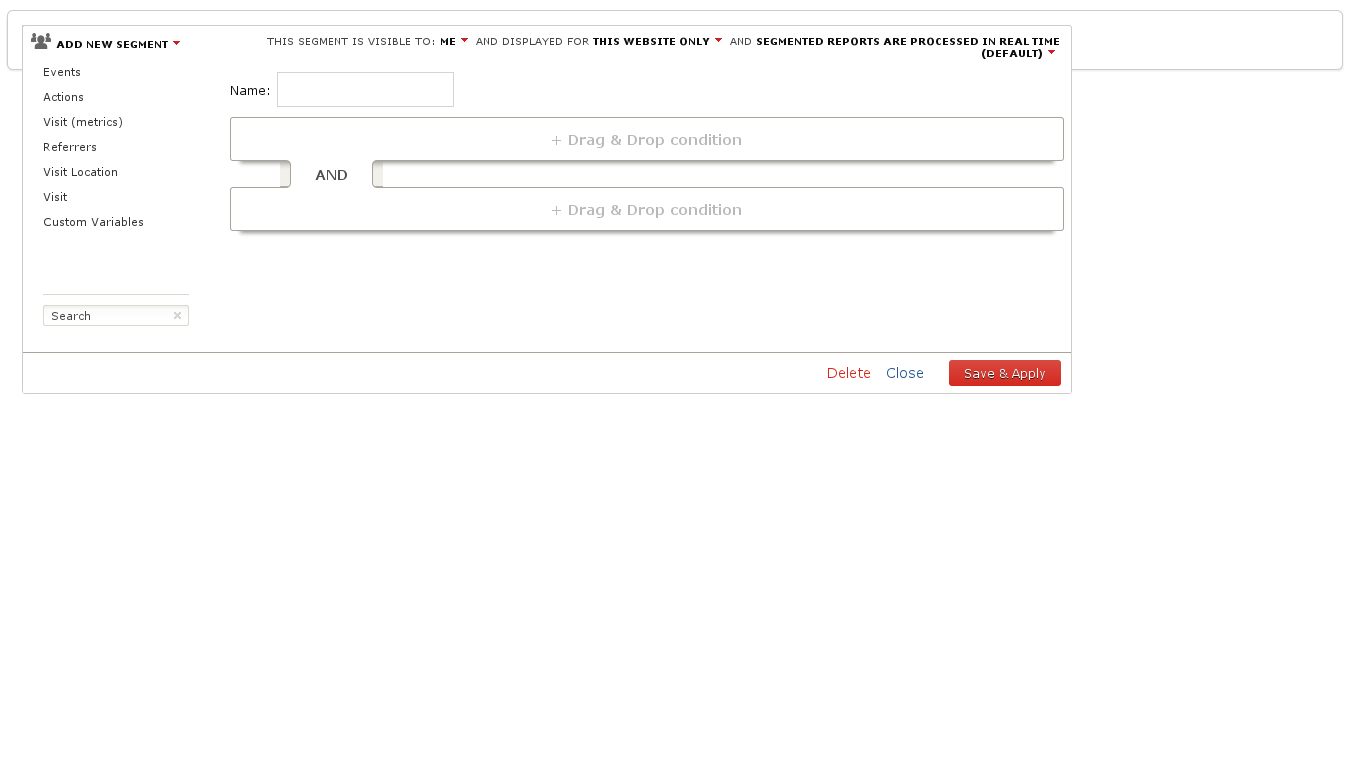 ADD NEW SEGMENT
THIS SEGMENT IS VISIBLE TO: ME AND DISPLAYED FOR THIS WEBSITE ONLY AND SEGMENTED REPORTS ARE PROCESSED IN REAL TIME
(DEFAULT)
Events
Actions
Visit (metrics)
Referrers
Visit Location
Visit
Custom Variables
Search
Name:
+ Drag & Drop condition
AND
+ Drag & Drop condition
Delete Close Save & Apply